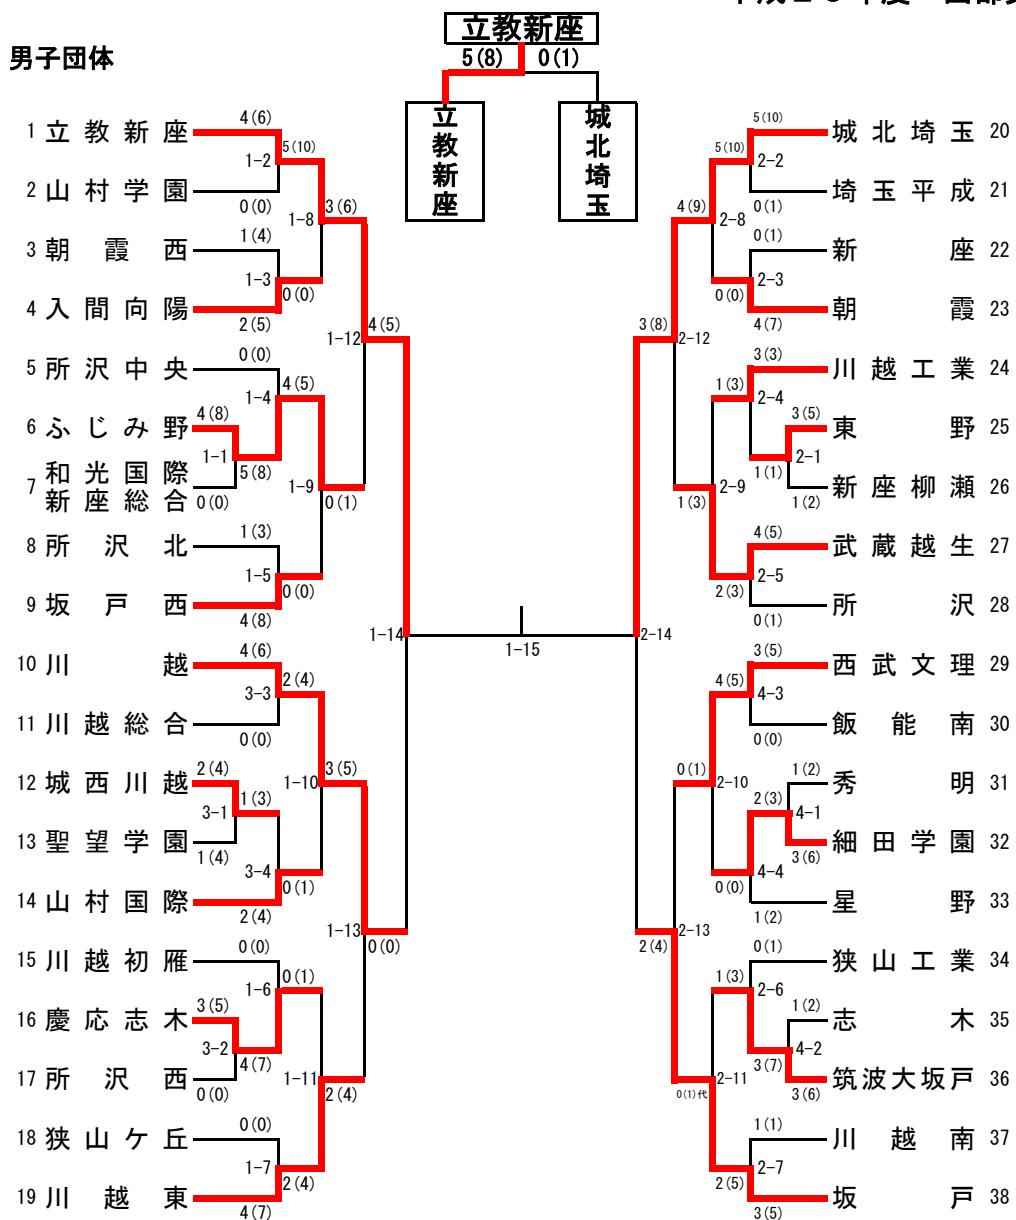 立教新座
5(8) 0(1)
男子団体
立教新座
城北埼玉
1 立教新座 4(6)
1-2 5(10)
2 山村学園 0(0)
1-8 3(6)
3 朝霞西 1(4)
1-3 0(0)
4 入間向陽 2(5)
1-12 4(5)
5 所沢中央 0(0)
1-4 4(5)
6 ふじみ野 4(8)
1-1 5(8)
7 和光国際
新座総合 0(0)
1-9 0(1)
8 所沢北 1(3)
1-5 0(0)
9 坂戸西 4(8)
1-14
10 川越 4(6)
3-3 2(4)
11 川越総合 0(0)
1-10 3(5)
12 城西川越 2(4)
3-1 1(3)
13 聖望学園 1(4)
3-4 0(1)
14 山村国際 2(4)
1-13 0(0)
15 川越初雁 0(0)
1-6 0(1)
16 慶応志木 3(5)
3-2 4(7)
17 所沢西 0(0)
1-11 2(4)
18 狭山ケ丘 0(0)
1-7 2(4)
19 川越東 4(7)
1-15
5(10) 城北埼玉 20
5(10) 2-2
0(1) 埼玉平成 21
4(9) 2-8
0(1) 新座 22
0(0) 2-3
4(7) 朝霞 23
3(8) 2-12
3(3) 川越工業 24
1(3) 2-4
3(5) 東野 25
1(1) 2-1
1(2) 新座柳瀬 26
1(3) 2-9
4(5) 武蔵越生 27
2(3) 2-5
0(1) 所沢 28
2-14
3(5) 西武文理 29
4(5) 4-3
0(0) 飯能南 30
0(1) 2-10
1(2) 秀明 31
2(3) 4-1
3(6) 細田学園 32
0(0) 4-4
1(2) 星野 33
2(4) 2-13
0(1) 狭山工業 34
1(3) 2-6
1(2) 志木 35
3(7) 4-2
3(6) 筑波大坂戸 36
0(1)代 2-11
1(1) 川越南 37
2(5) 2-7
3(5) 坂戸 38